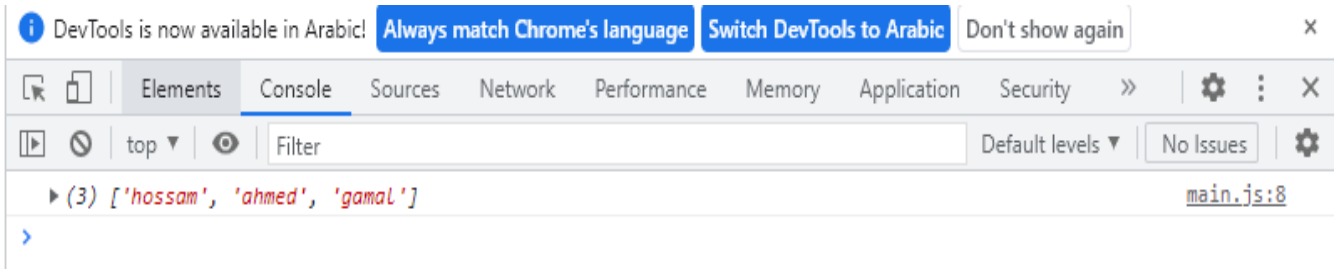 DevTools is now available in Arabic! Always match Chrome's language Switch DevTools to Arabic Don't show again
Elements Console Sources Network Performance Memory Application Security
top Filter Default levels No Issues
(3) ['hossam', 'ahmed', 'gamal'] main.js:8